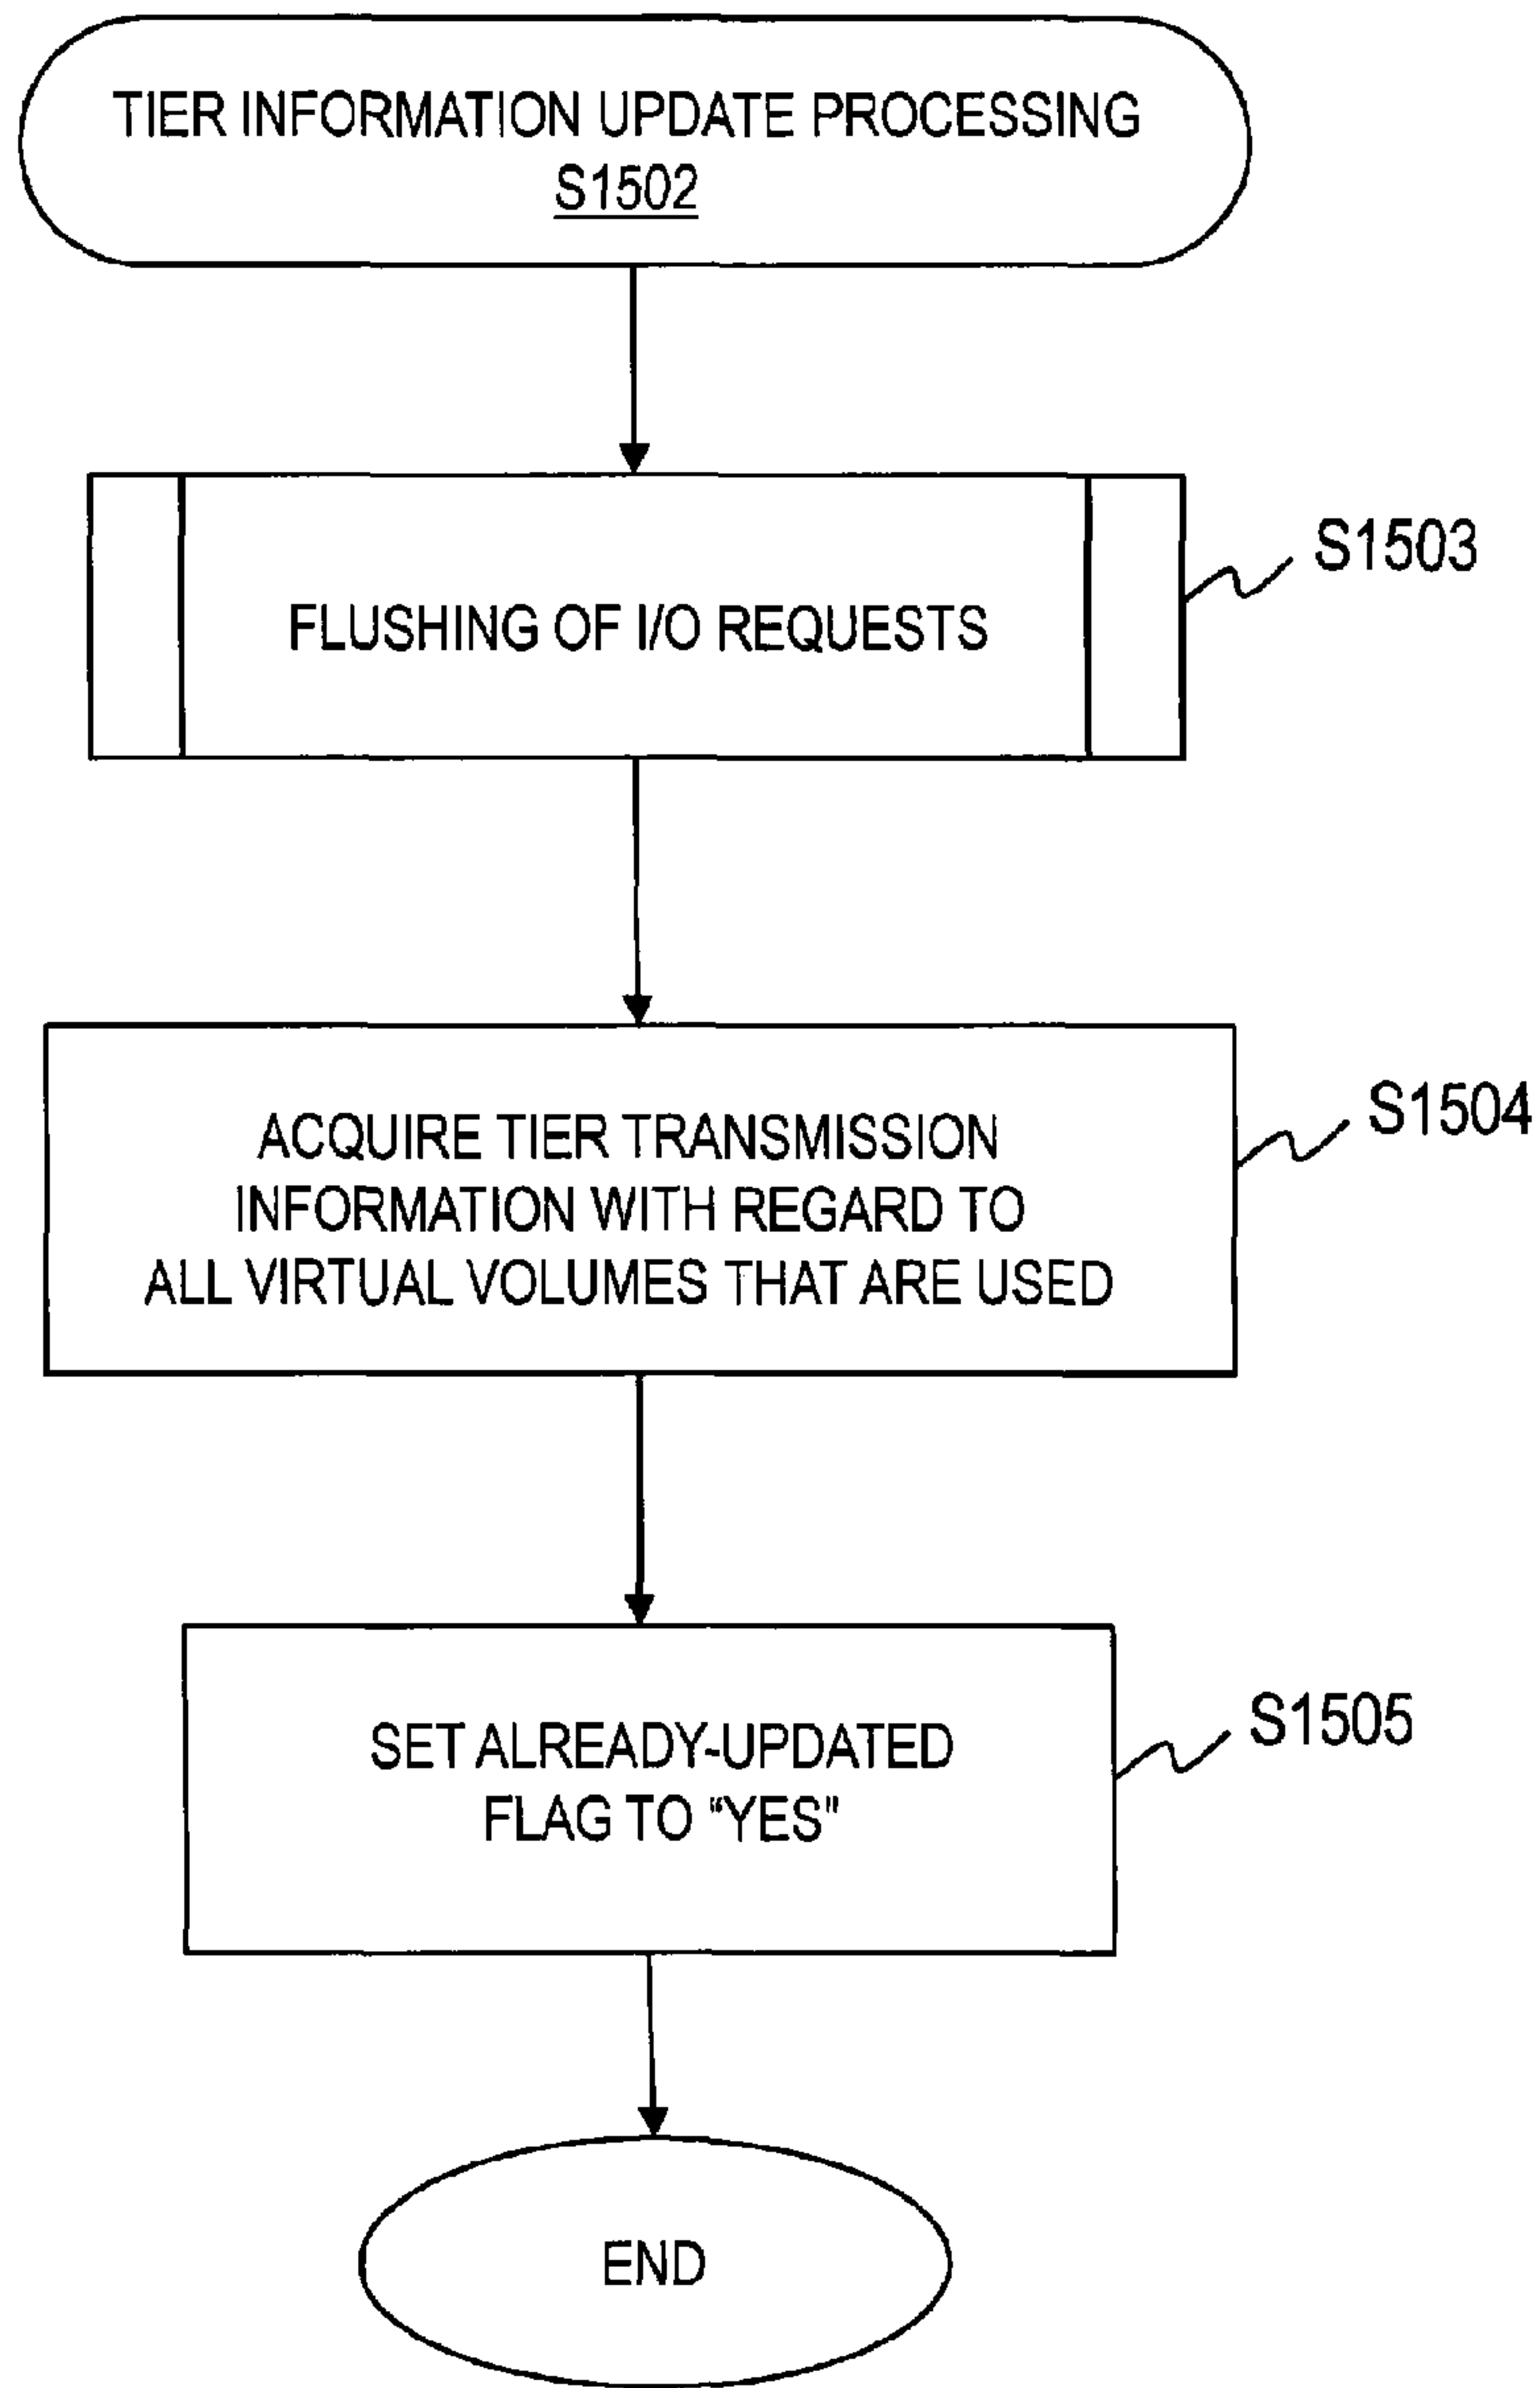 TIER INFORMATION UPDATE PROCESSING
S1502
FLUSHING OF I/O REQUESTS
S1503
ACQUIRE TIER TRANSMISSION
INFORMATION WITH REGARD TO
ALL VIRTUAL VOLUMES THAT ARE USED
S1504
SET ALREADY-UPDATED
FLAG TO “YES”
S1505
END